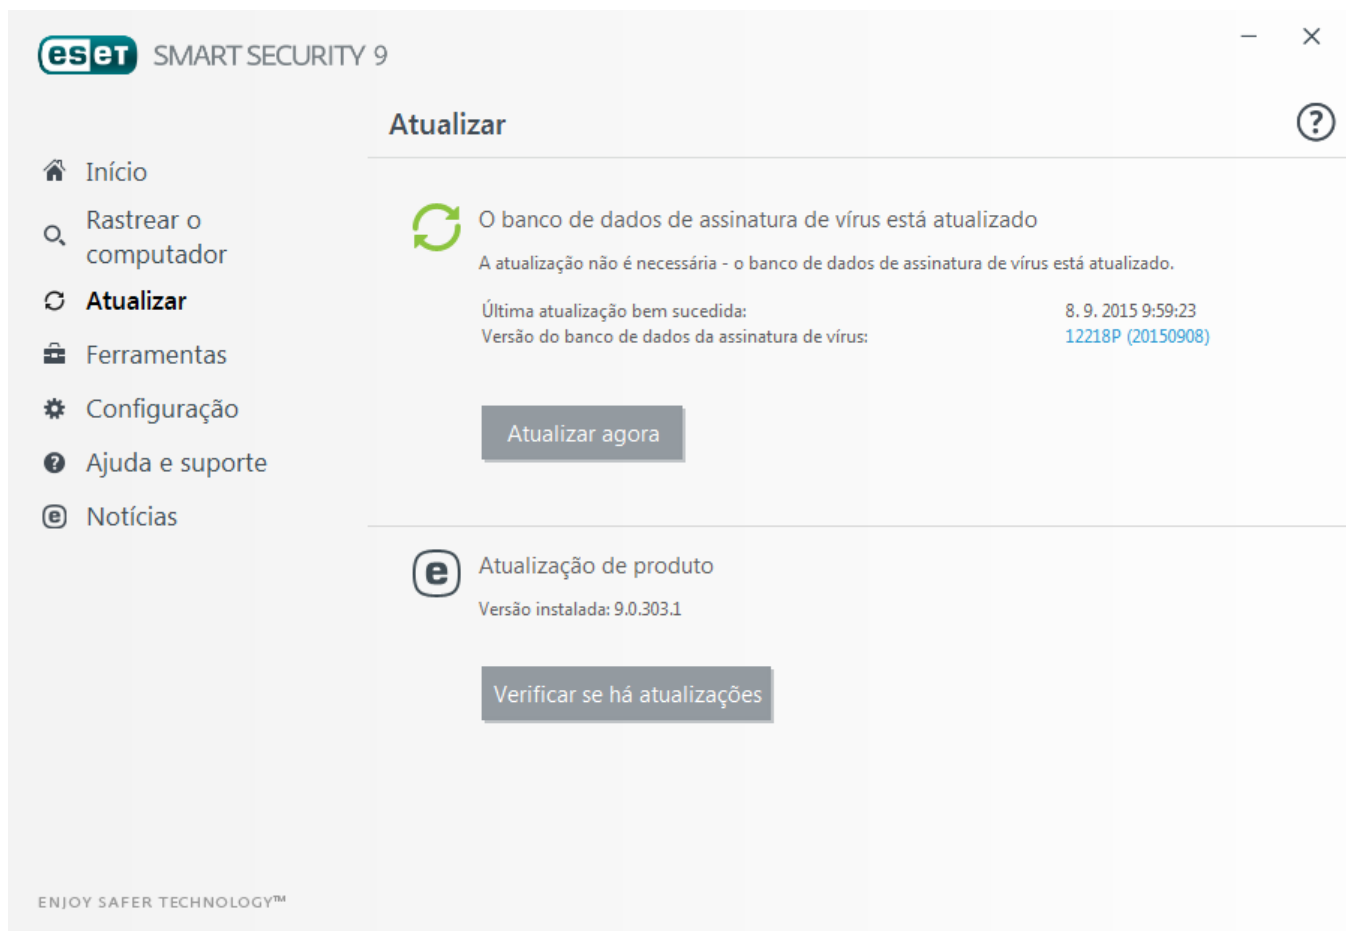 eset SMART SECURITY 9
Atualizar
Início
Rastrear o
computador
Atualizar
Ferramentas
Configuração
Ajuda e suporte
Notícias
O banco de dados de assinatura de vírus está atualizado
A atualização não é necessária - o banco de dados de assinatura de vírus está atualizado.
Última atualização bem sucedida: 8. 9. 2015 9:59:23
Versão do banco de dados da assinatura de vírus: 12218P (20150908)
Atualizar agora
e Atualização de produto
Versão instalada: 9.0.303.1
Verificar se há atualizações
ENJOY SAFER TECHNOLOGY™